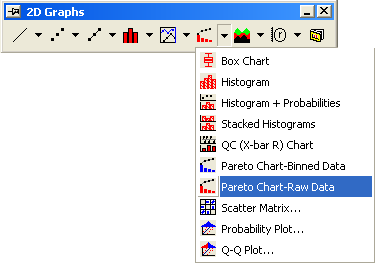 2D Graphs
Box Chart
Histogram
Histogram + Probabilities
Stacked Histograms
QC (X-bar R) Chart
Pareto Chart-Binned Data
Pareto Chart-Raw Data
Scatter Matrix...
Probability Plot...
Q-Q Plot...